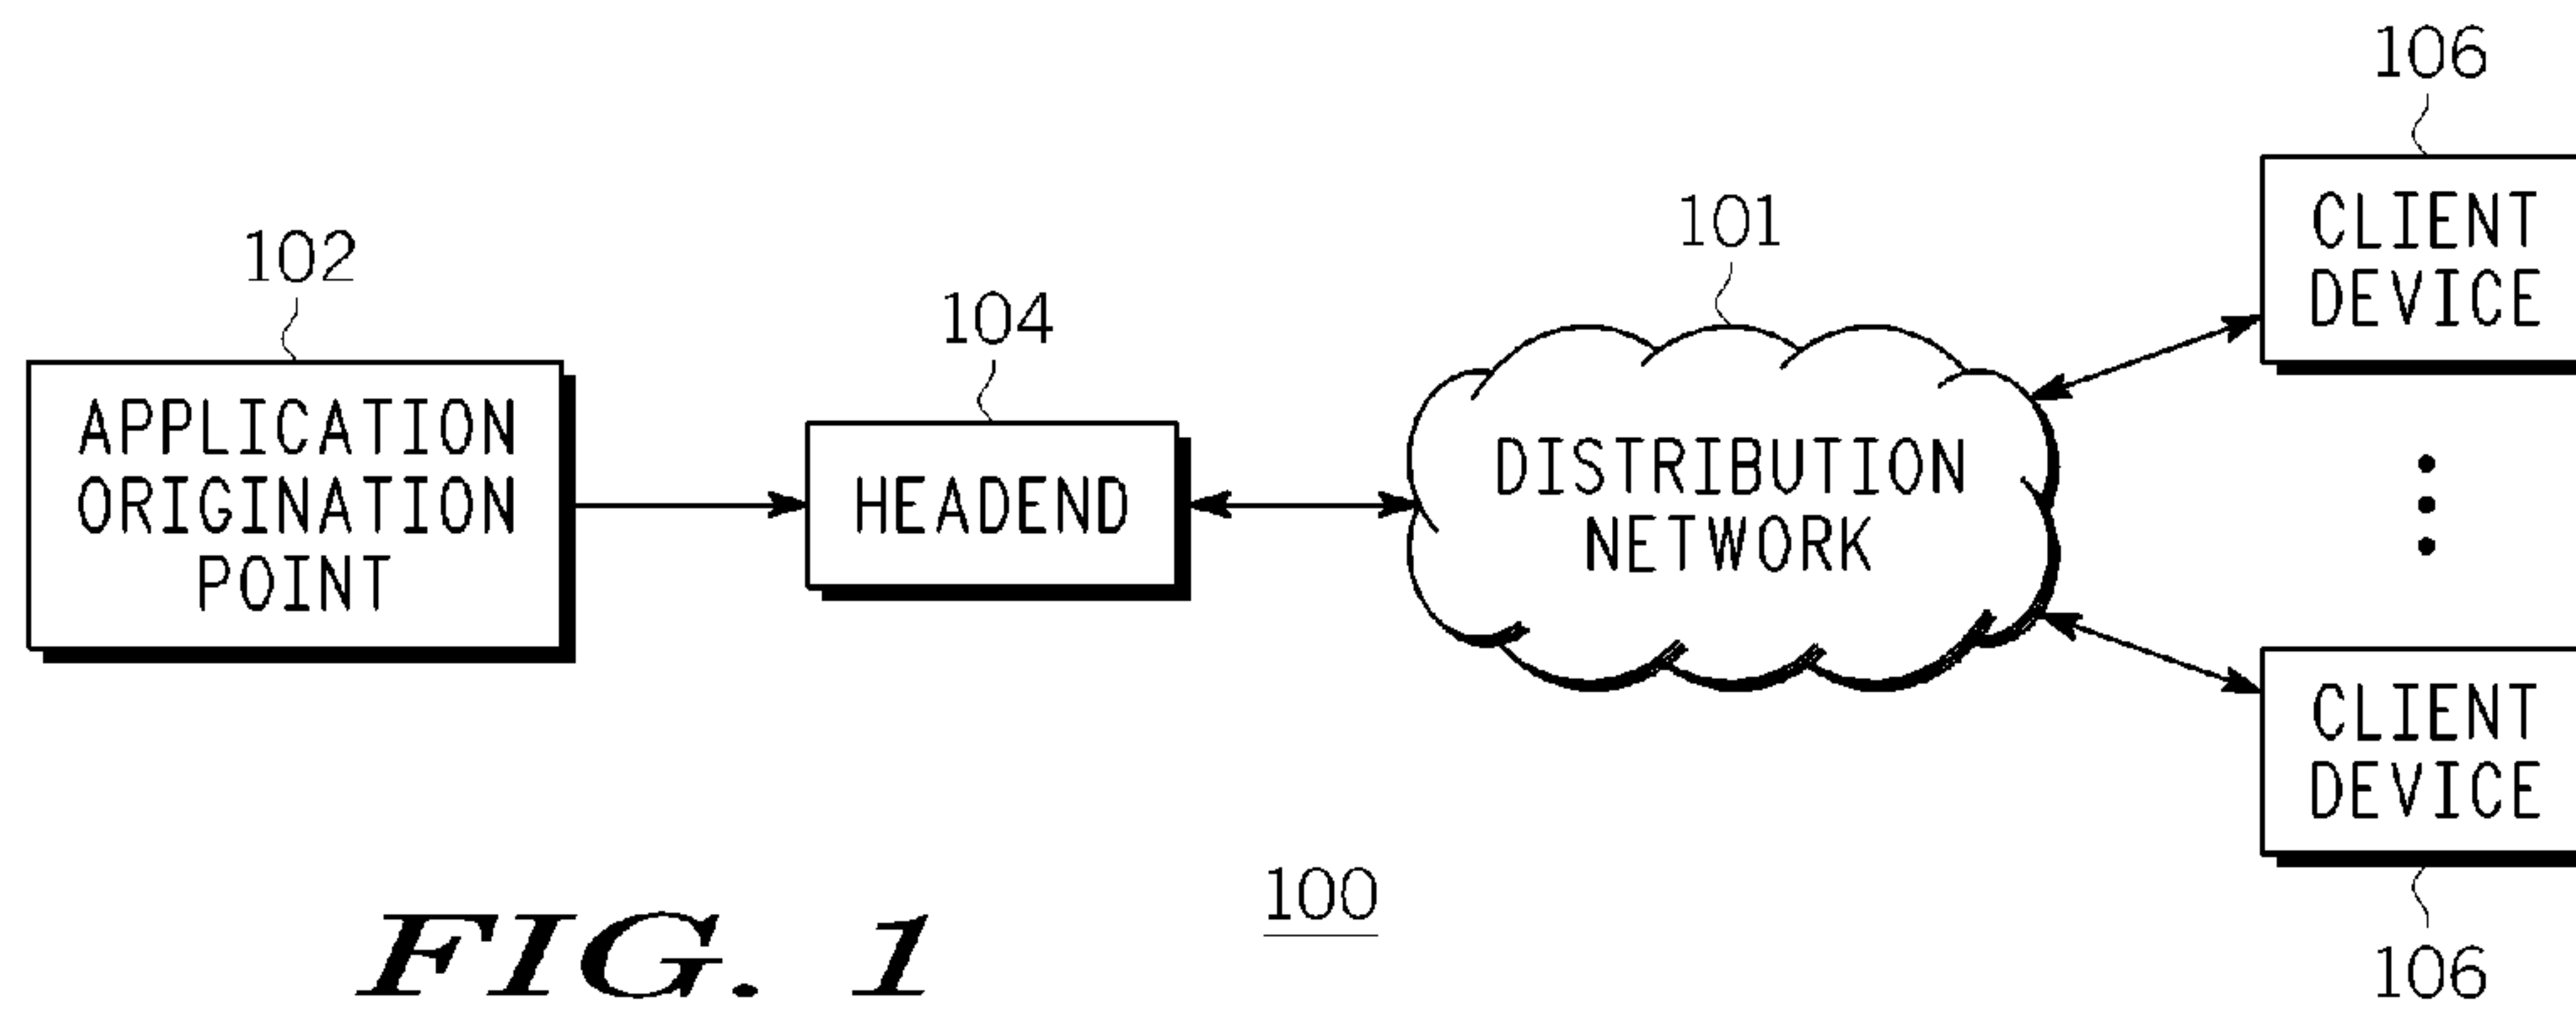 106
CLIENT
DEVICE
101
102
104
APPLICATION
ORIGINATION
POINT
HEADEND
DISTRIBUTION
NETWORK
CLIENT
DEVICE
100
106
FIG. 1